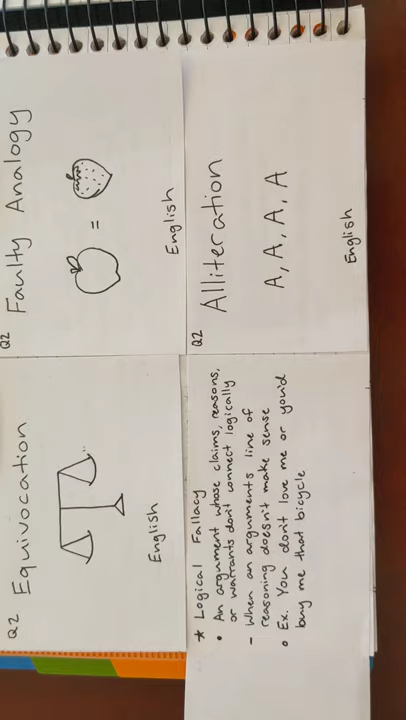 Q2 Equivocation
English
Q2 Faulty Analogy
=
English
* Logical Fallacy
• An argument whose claims, reasons,
or warrants don't connect logically
- When an arguments line of
reasoning doesn't make sense
• Ex. You don't love me or you'd
buy me that bicycle
Q2 Alliteration
A, A, A, A
English